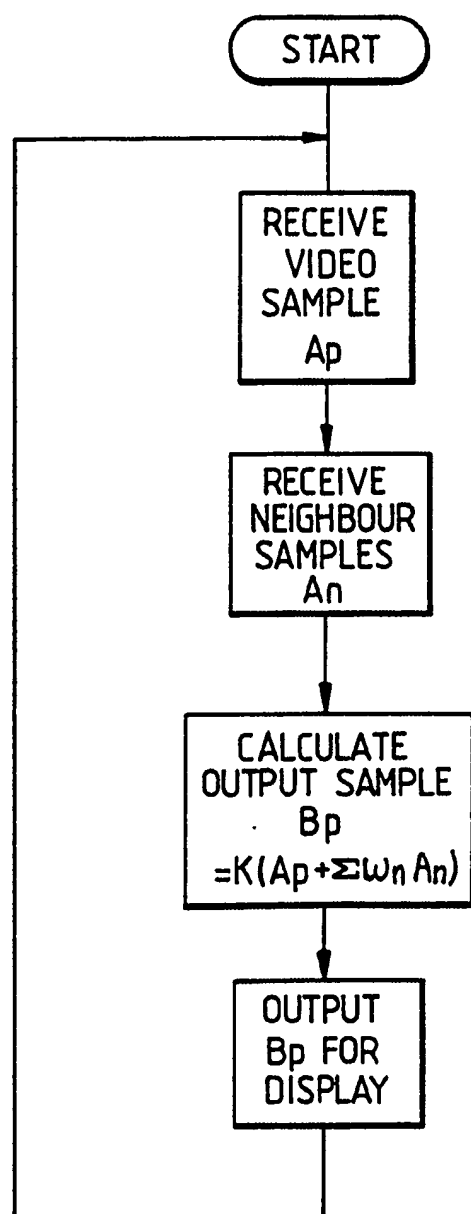 START
RECEIVE
VIDEO
SAMPLE
Ap
RECEIVE
NEIGHBOUR
SAMPLES
An
CALCULATE
OUTPUT SAMPLE
Bp
=K(Ap+Σωn An)
OUTPUT
Bp FOR
DISPLAY